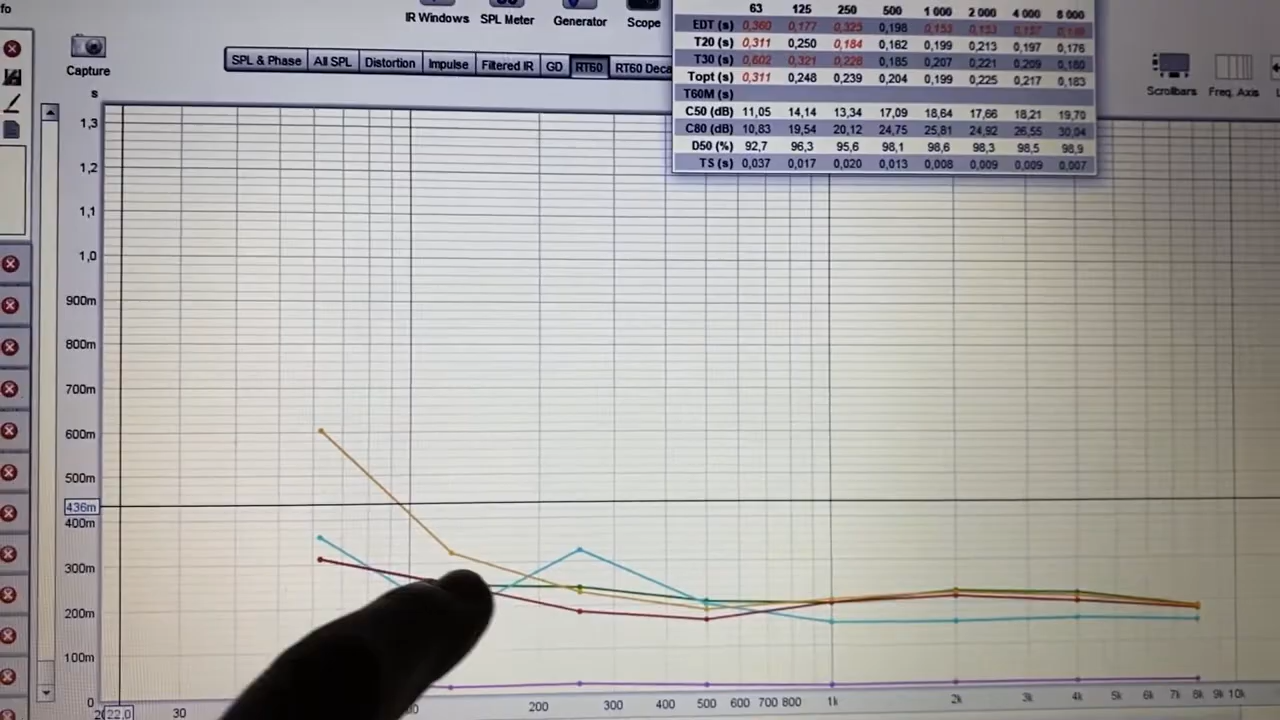 fo
IR Windows SPL Meter Generator Scope
Capture
SPL & Phase All SPL Distortion Impulse Filtered IR GD RT60 RT60 Deca
Scrollbars Freq. Axis
63 125 250 500 1 000 2 000 4 000 8 000
EDT (s) 0,360 0,177 0,325 0,198 0,153 0,153
T20 (s) 0,311 0,250 0,184 0,162 0,199 0,213 0,197 0,176
T30 (s) 0,602 0,321 0,228 0,185 0,207 0,221 0,209 0,180
Topt (s) 0,311 0,248 0,239 0,204 0,199 0,225 0,217 0,183
T60M (s)
C50 (dB) 11,05 14,14 13,34 17,09 18,64 17,66 18,21 19,70
C80 (dB) 10,83 19,54 20,12 24,75 25,81 24,92 26,55 30,04
D50 (%) 92,7 96,3 95,6 98,1 98,6 98,3 98,5 98,9
TS (s) 0,037 0,017 0,020 0,013 0,008 0,009 0,009 0,007
s
1,3
1,2
1,1
1,0
900m
800m
700m
600m
500m
436m
400m
300m
200m
100m
0
22,0 30 200 300 400 500 600 700 800 1k 2k 3k 4k 5k 6k 7k 8k 9k 10k